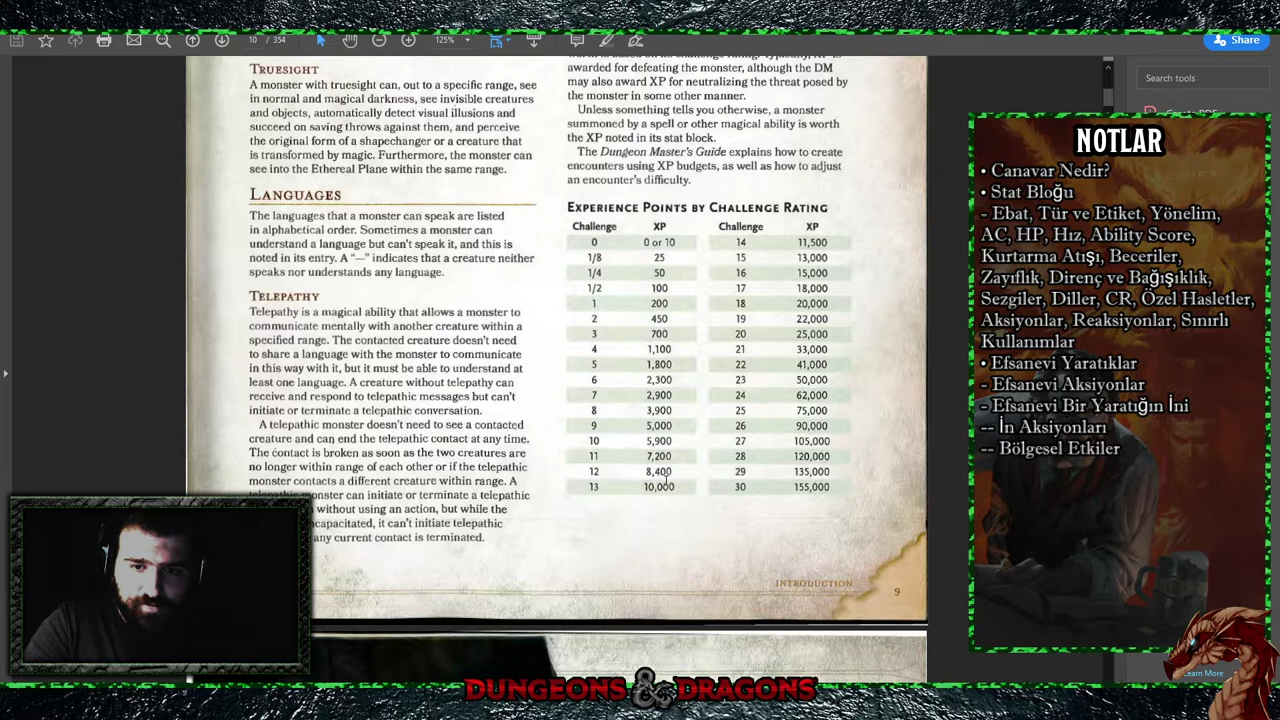 10 / 354
125%
Share
TRUESIGHT
A monster with truesight can, out to a specific range, see
in normal and magical darkness, see invisible creatures
and objects, automatically detect visual illusions and
succeed on saving throws against them, and perceive
the original form of a shapechanger or a creature that
is transformed by magic. Furthermore, the monster can
see into the Ethereal Plane within the same range.
LANGUAGES
The languages that a monster can speak are listed
in alphabetical order. Sometimes a monster can
understand a language but can't speak it, and this is
noted in its entry. A "—" indicates that a creature neither
speaks nor understands any language.
TELEPATHY
Telepathy is a magical ability that allows a monster to
communicate mentally with another creature within a
specified range. The contacted creature doesn't need
to share a language with the monster to communicate
in this way with it, but it must be able to understand at
least one language. A creature without telepathy can
receive and respond to telepathic messages but can't
initiate or terminate a telepathic conversation.
A telepathic monster doesn't need to see a contacted
creature and can end the telepathic contact at any time.
The contact is broken as soon as the two creatures are
no longer within range of each other or if the telepathic
monster contacts a different creature within range. A
telepathic monster can initiate or terminate a telepathic
without using an action, but while the
incapacitated, it can't initiate telepathic
any current contact is terminated.
awarded for defeating the monster, although the DM
may also award XP for neutralizing the threat posed by
the monster in some other manner.
Unless something tells you otherwise, a monster
summoned by a spell or other magical ability is worth
the XP noted in its stat block.
The Dungeon Master's Guide explains how to create
encounters using XP budgets, as well as how to adjust
an encounter's difficulty.
EXPERIENCE POINTS BY CHALLENGE RATING
Challenge XP Challenge XP
0 0 or 10 14 11,500
1/8 25 15 13,000
1/4 50 16 15,000
1/2 100 17 18,000
1 200 18 20,000
2 450 19 22,000
3 700 20 25,000
4 1,100 21 33,000
5 1,800 22 41,000
6 2,300 23 50,000
7 2,900 24 62,000
8 3,900 25 75,000
9 5,000 26 90,000
10 5,900 27 105,000
11 7,200 28 120,000
12 8,400 29 135,000
13 10,000 30 155,000
INTRODUCTION
9
Search tools
NOTLAR
• Canavar Nedir?
• Stat Bloğu
- Ebat, Tür ve Etiket, Yönelim,
AC, HP, Hız, Ability Score,
Kurtarma Atışı, Beceriler,
Zayıflık, Direnç ve Bağışıklık,
Sezgiler, Diller, CR, Özel Hasletler,
Aksiyonlar, Reaksiyonlar, Sınırlı
Kullanımlar
• Efsanevi Yaratıklar
- Efsanevi Aksiyonlar
- Efsanevi Bir Yaratığın İni
-- İn Aksiyonları
-- Bölgesel Etkiler
Learn More
DUNGEONS & DRAGONS